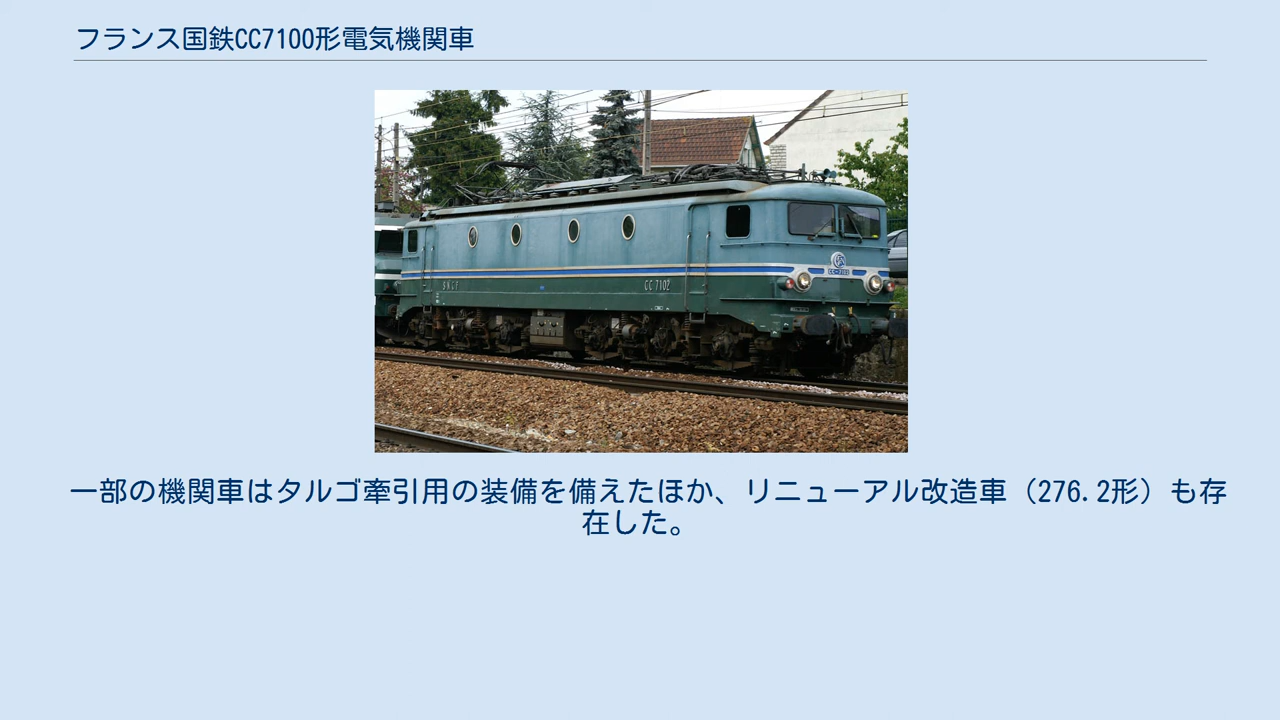 フランス国鉄CC7100形電気機関車
SNCF
CC 7102
CC-7102
一部の機関車はタルゴ牽引用の装備を備えたほか、リニューアル改造車（276.2形）も存
在した。